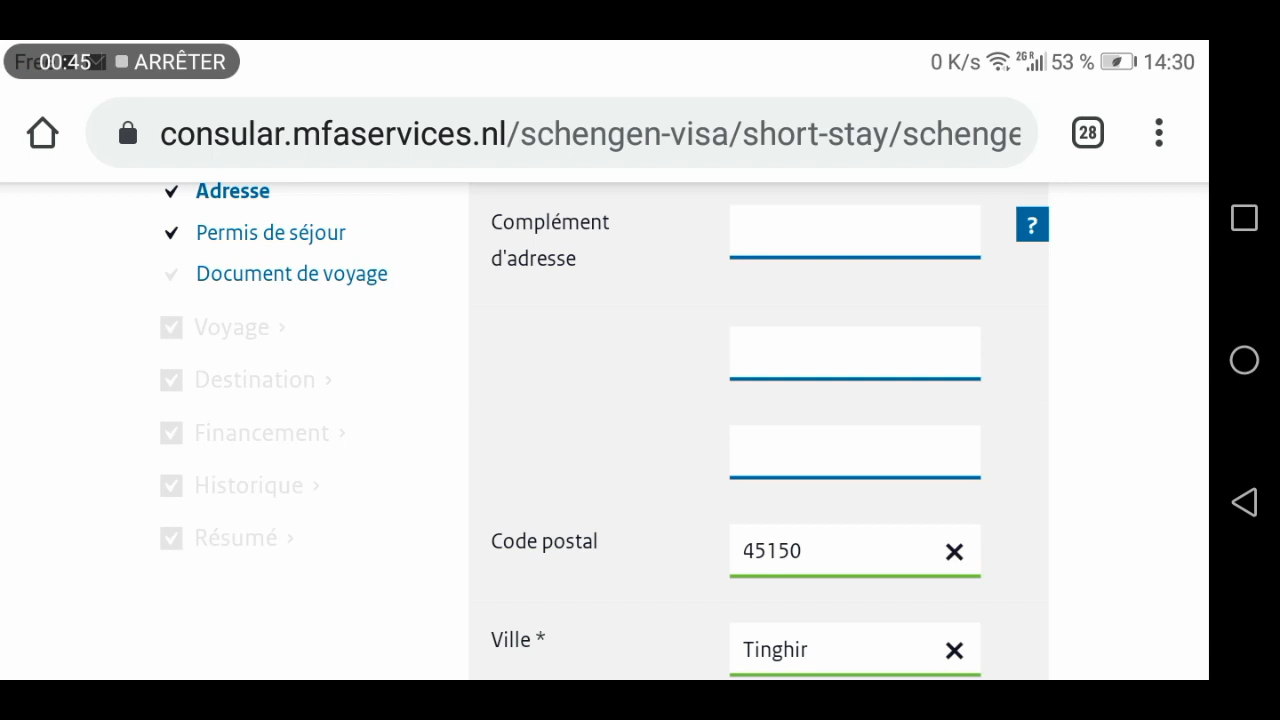 00:45 ARRÊTER 0 K/s 2G R 53 % 14:30
consular.mfaservices.nl/schengen-visa/short-stay/schenge 28
Adresse
Permis de séjour
Document de voyage
Voyage ›
Destination ›
Financement ›
Historique ›
Résumé ›
Complément
d'adresse
?
Code postal
45150
Ville *
Tinghir